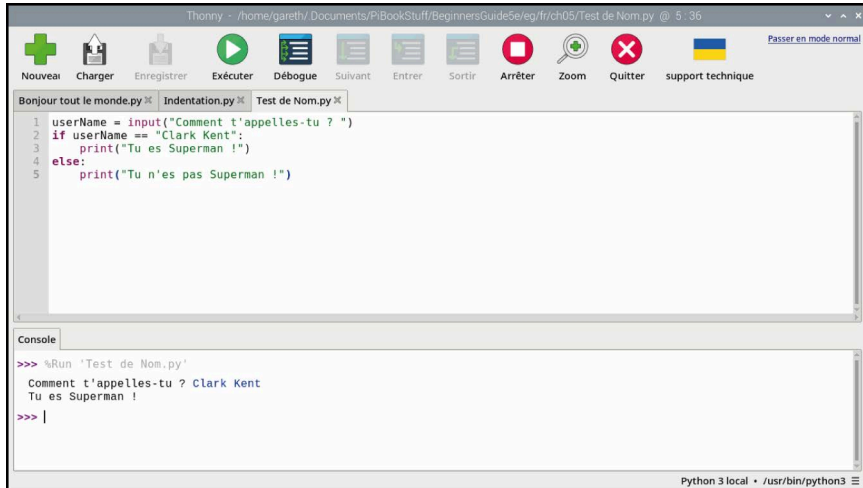 Thonny - /home/gareth/.Documents/PiBookStuff/BeginnersGuide5e/eg/fr/ch05/Test de Nom.py @ 5:36
Passer en mode normal
Nouveau Charger Enregistrer Exécuter Débogue Suivant Entrer Sortir Arrêter Zoom Quitter support technique
Bonjour tout le monde.py Indentation.py Test de Nom.py
1 userName = input("Comment t'appelles-tu ? ")
2 if userName == "Clark Kent":
3 print("Tu es Superman !")
4 else:
5 print("Tu n'es pas Superman !")
Console
>>> %Run 'Test de Nom.py'
Comment t'appelles-tu ? Clark Kent
Tu es Superman !
>>>
Python 3 local • /usr/bin/python3 ☰